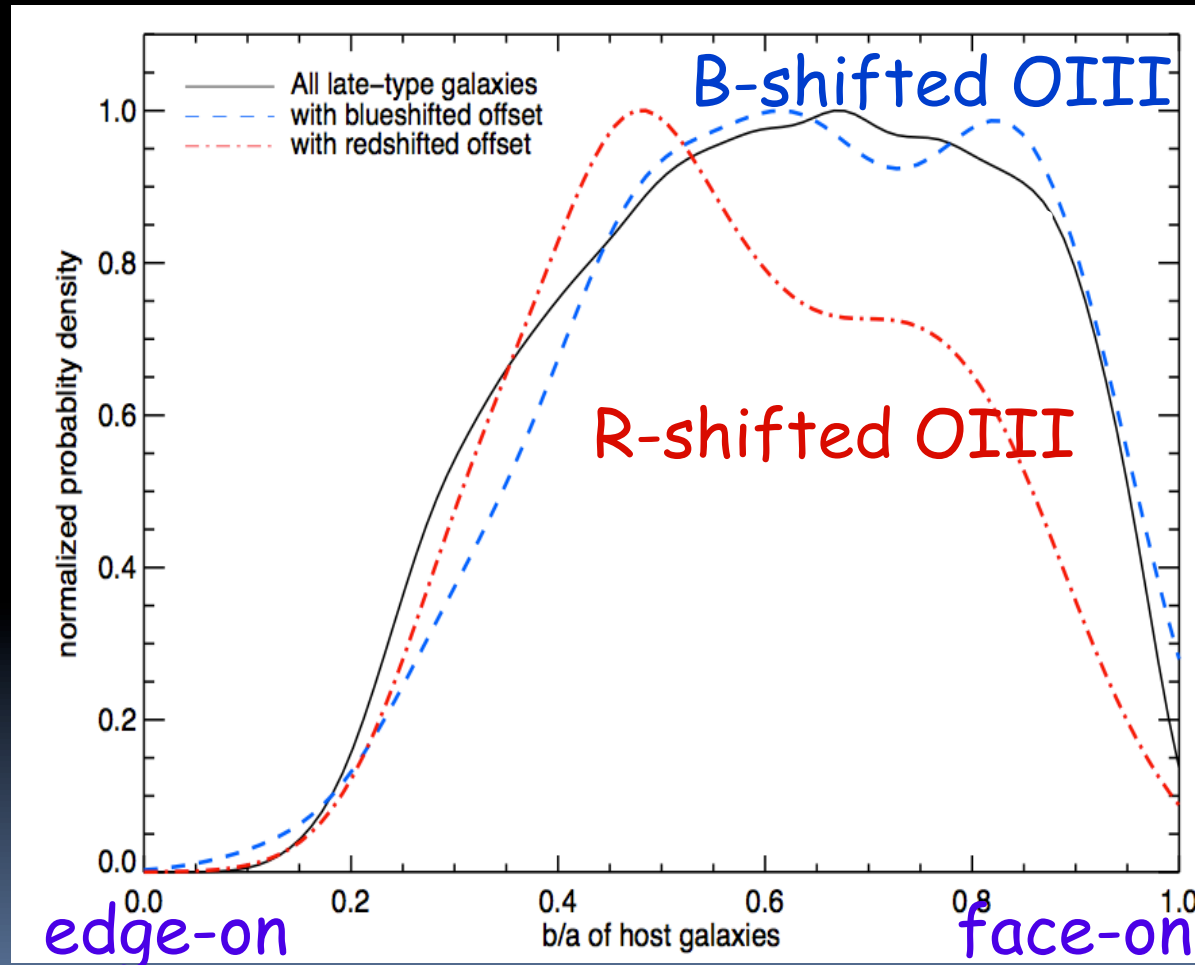 B-shifted OIII
All late-type galaxies
with blueshifted offset
with redshifted offset
R-shifted OIII
normalized probablity density
1.0
0.8
0.6
0.4
0.2
0.0
0.0 0.2 0.4 0.6 0.8 1.0
edge-on b/a of host galaxies face-on